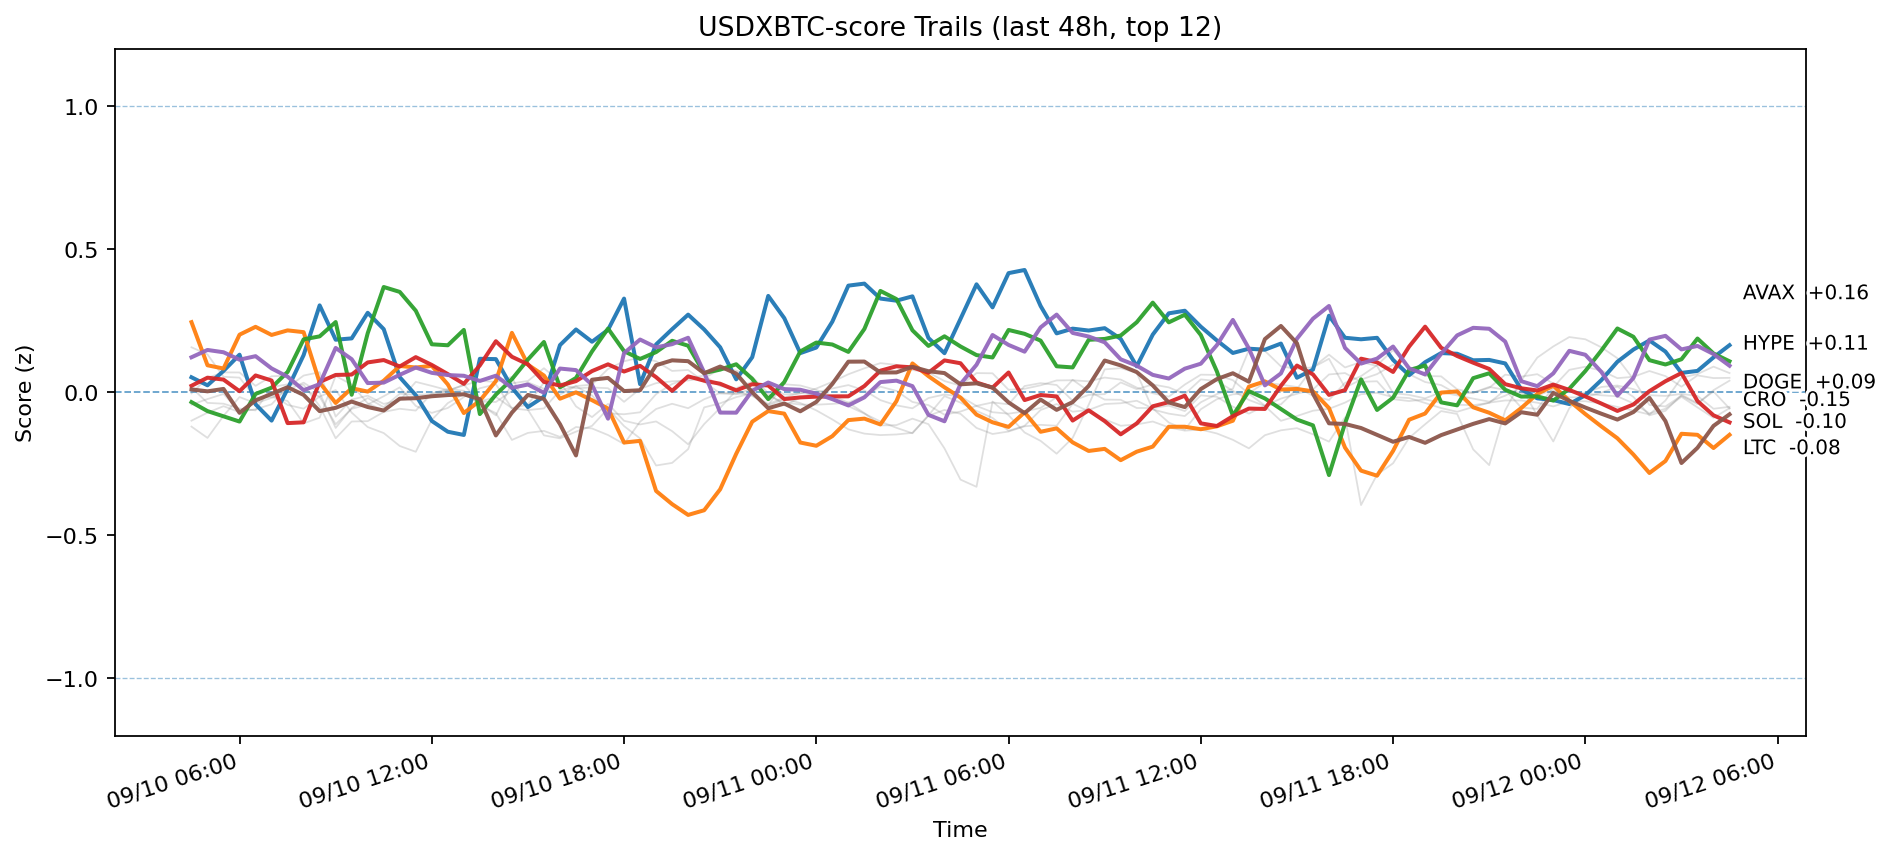 USDXBTC-score Trails (last 48h, top 12)
Score (z)
1.0
0.5
0.0
−0.5
−1.0
AVAX +0.16
HYPE +0.11
DOGE +0.09
CRO -0.15
SOL -0.10
LTC -0.08
09/10 06:00
09/10 12:00
09/10 18:00
09/11 00:00
09/11 06:00
09/11 12:00
09/11 18:00
09/12 00:00
09/12 06:00
Time